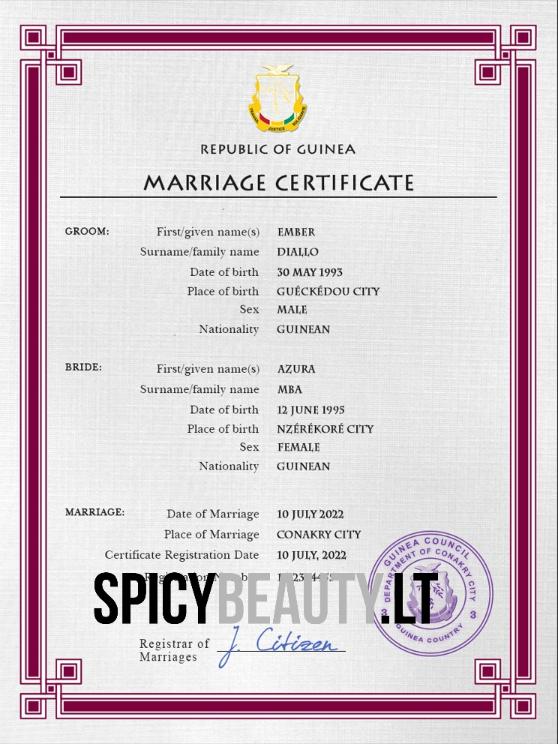 REPUBLIC OF GUINEA
MARRIAGE CERTIFICATE
GROOM: First/given name(s) EMBER
Surname/family name DIALLO
Date of birth 30 MAY 1993
Place of birth GUÉCKÉDOU CITY
Sex MALE
Nationality GUINEAN
BRIDE: First/given name(s) AZURA
Surname/family name MBA
Date of birth 12 JUNE 1995
Place of birth NZÉRÉKORÉ CITY
Sex FEMALE
Nationality GUINEAN
MARRIAGE: Date of Marriage 10 JULY 2022
Place of Marriage CONAKRY CITY
Certificate Registration Date 10 JULY, 2022
SPICYBEAUTY.LT
GUINEA COUNCIL
DEPARTMENT OF CONAKRY CITY
3 3
GUINEA COUNTRY
Registrar of J. Citizen
Marriages